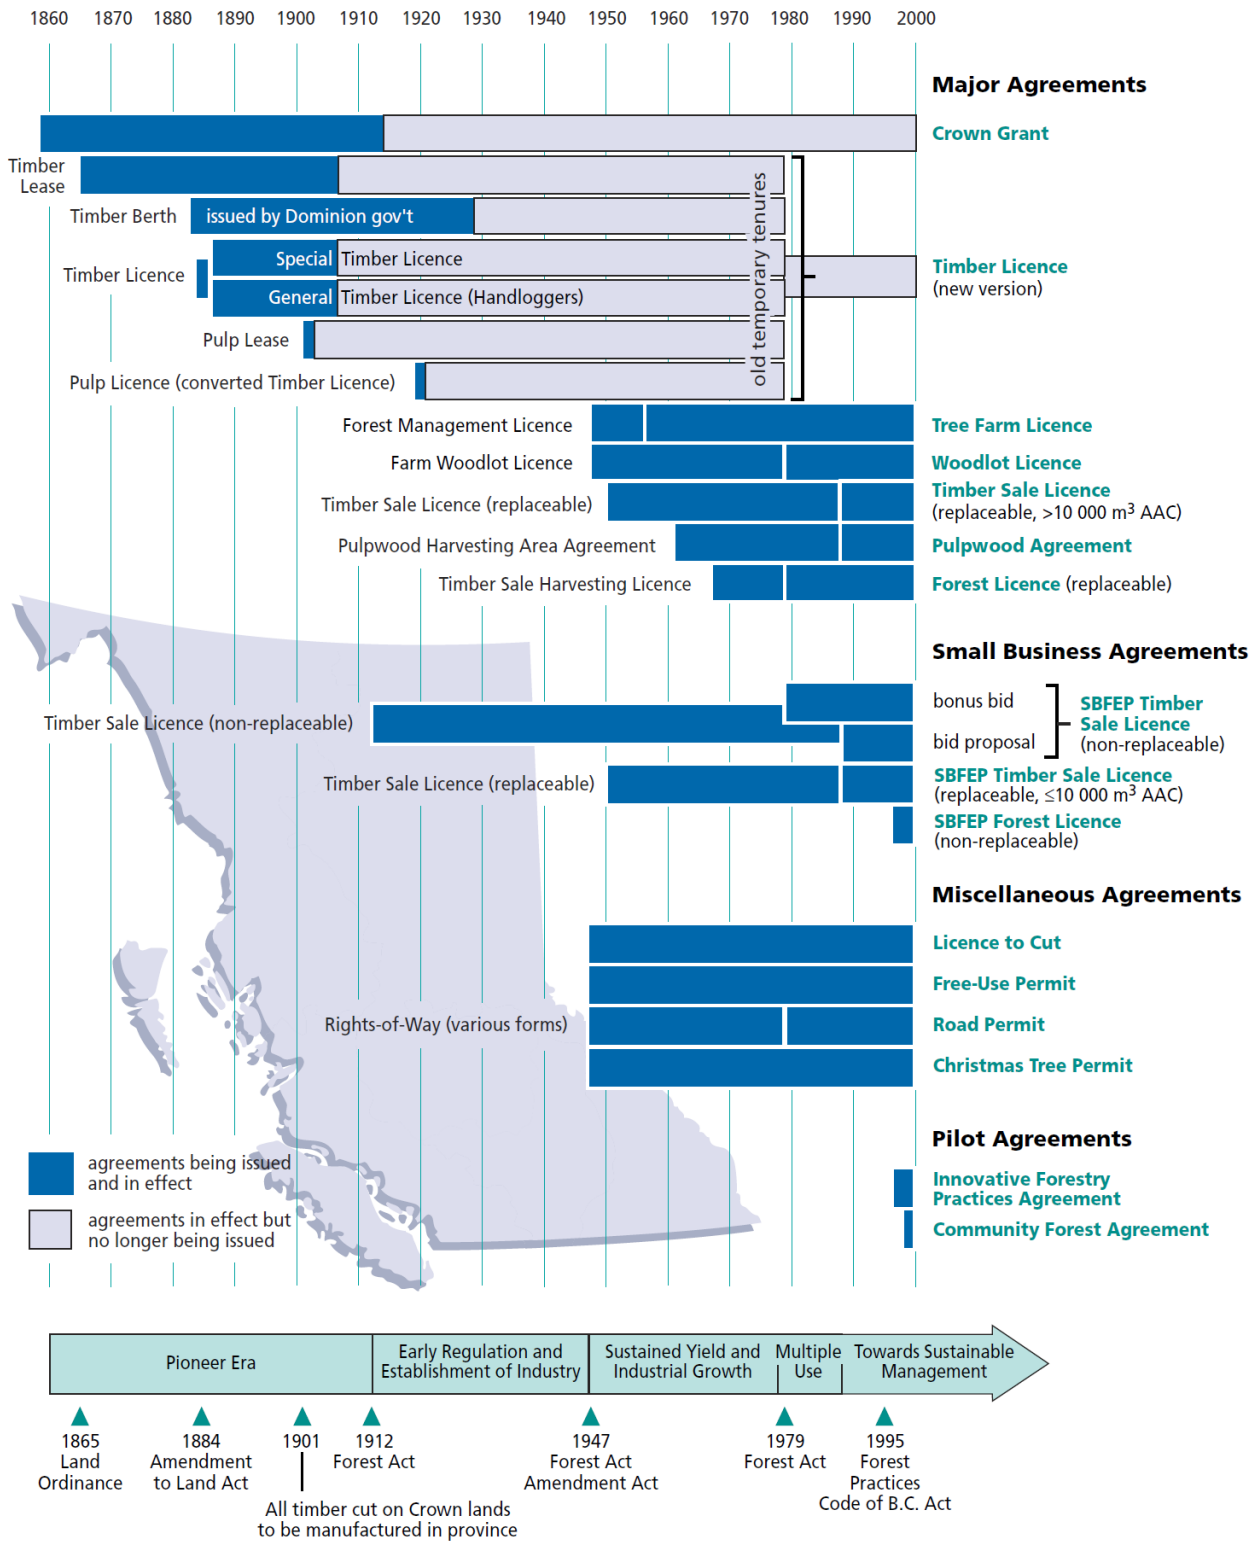 1860 1870 1880 1890 1900 1910 1920 1930 1940 1950 1960 1970 1980 1990 2000
Major Agreements
Crown Grant
Timber
Lease
Timber Berth
issued by Dominion gov't
Timber Licence
Special Timber Licence
General Timber Licence (Handloggers)
Pulp Lease
Pulp Licence (converted Timber Licence)
old temporary tenures
Timber Licence
(new version)
Forest Management Licence
Tree Farm Licence
Farm Woodlot Licence
Woodlot Licence
Timber Sale Licence (replaceable)
Timber Sale Licence
(replaceable, >10 000 m³ AAC)
Pulpwood Harvesting Area Agreement
Pulpwood Agreement
Timber Sale Harvesting Licence
Forest Licence (replaceable)
Small Business Agreements
Timber Sale Licence (non-replaceable)
bonus bid
bid proposal
SBFEP Timber
Sale Licence
(non-replaceable)
Timber Sale Licence (replaceable)
SBFEP Timber Sale Licence
(replaceable, ≤10 000 m³ AAC)
SBFEP Forest Licence
(non-replaceable)
Miscellaneous Agreements
Licence to Cut
Free-Use Permit
Rights-of-Way (various forms)
Road Permit
Christmas Tree Permit
Pilot Agreements
Innovative Forestry
Practices Agreement
Community Forest Agreement
agreements being issued
and in effect
agreements in effect but
no longer being issued
Pioneer Era
Early Regulation and
Establishment of Industry
Sustained Yield and
Industrial Growth
Multiple
Use
Towards Sustainable
Management
1865
Land
Ordinance
1884
Amendment
to Land Act
1901
All timber cut on Crown lands
to be manufactured in province
1912
Forest Act
1947
Forest Act
Amendment Act
1979
Forest Act
1995
Forest
Practices
Code of B.C. Act